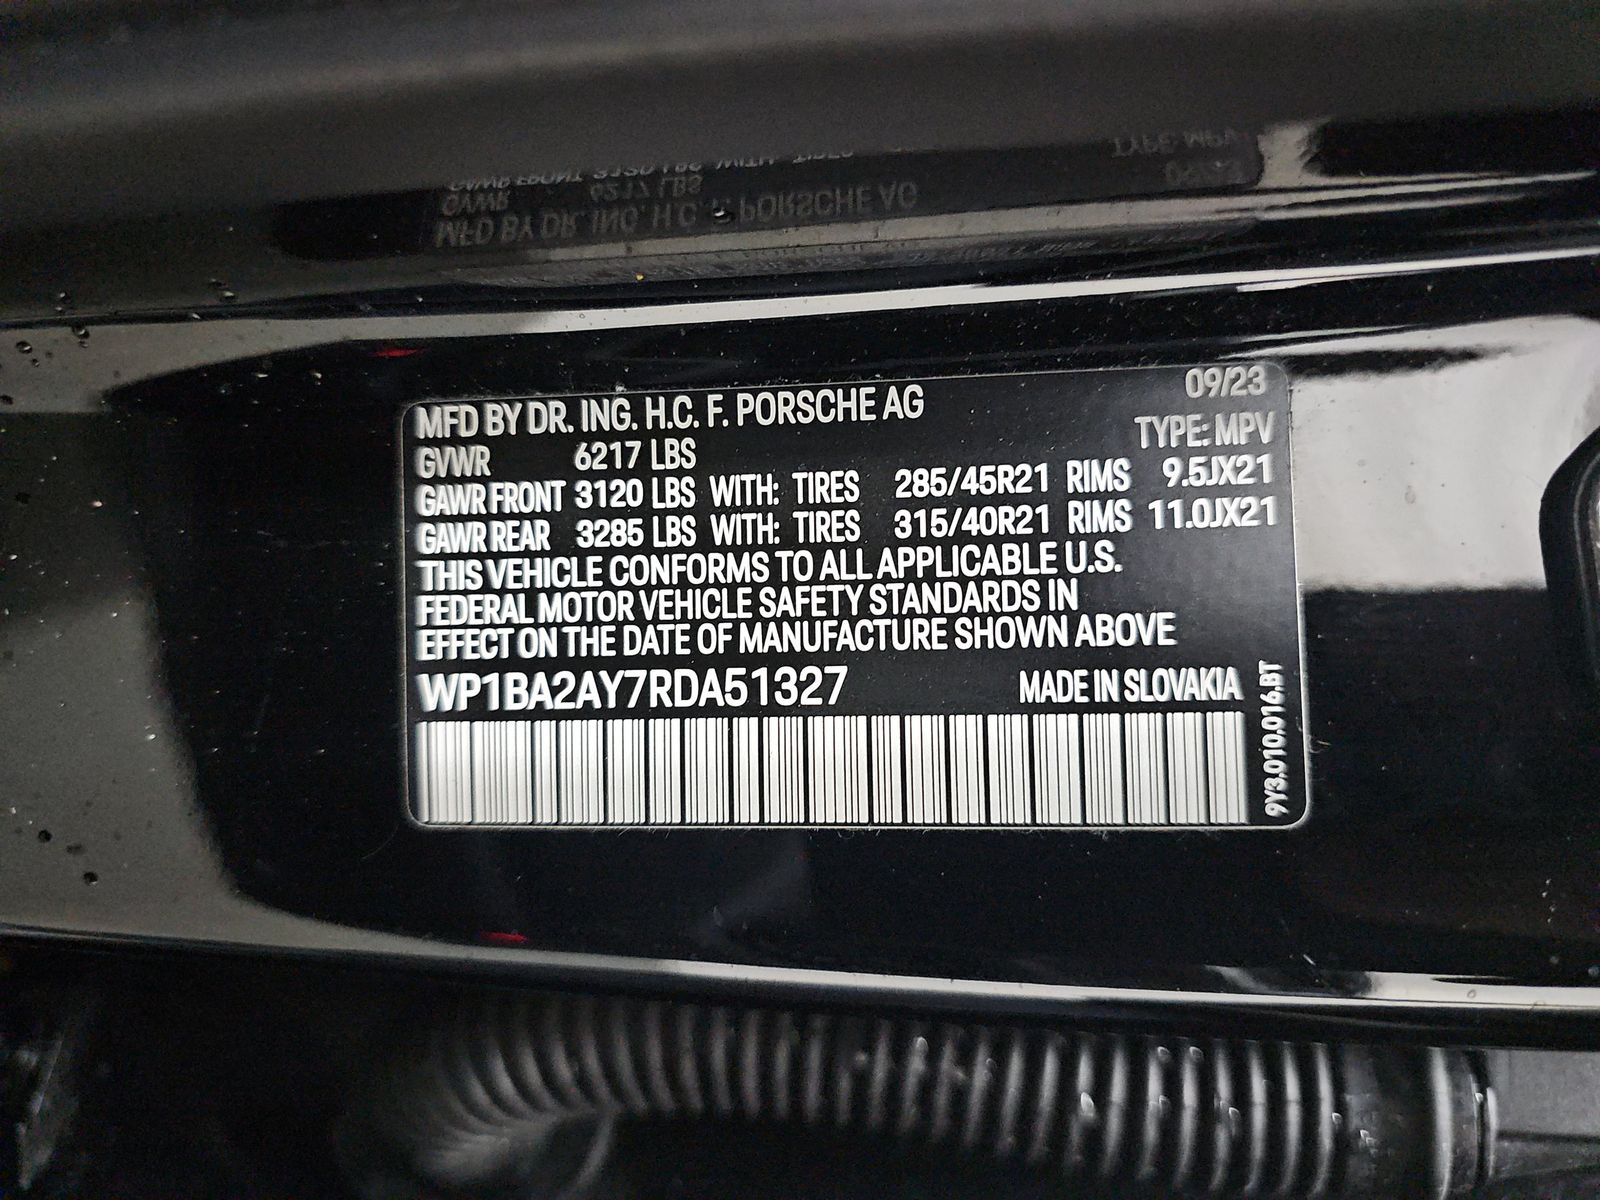 MFD BY DR. ING. H.C. F. PORSCHE AG 09/23
GVWR 6217 LBS TYPE: MPV
GAWR FRONT 3120 LBS WITH: TIRES 285/45R21 RIMS 9.5JX21
GAWR REAR 3285 LBS WITH: TIRES 315/40R21 RIMS 11.0JX21
THIS VEHICLE CONFORMS TO ALL APPLICABLE U.S.
FEDERAL MOTOR VEHICLE SAFETY STANDARDS IN
EFFECT ON THE DATE OF MANUFACTURE SHOWN ABOVE
WP1BA2AY7RDA51327 MADE IN SLOVAKIA
9Y3.010.016.BT